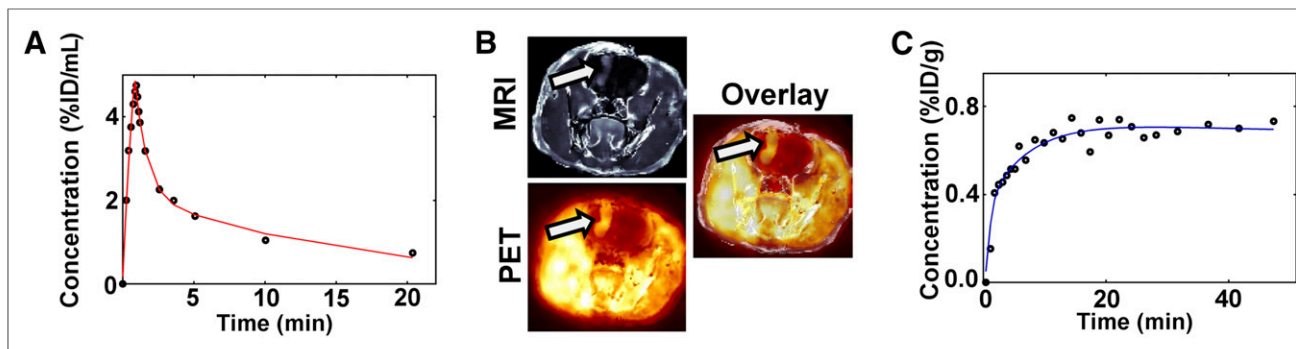 A
Concentration (%ID/mL)
4
2
0
5
10
15
20
Time (min)
B
MRI
PET
Overlay
C
Concentration (%ID/g)
0.8
0.4
0.0
0
20
40
Time (min)